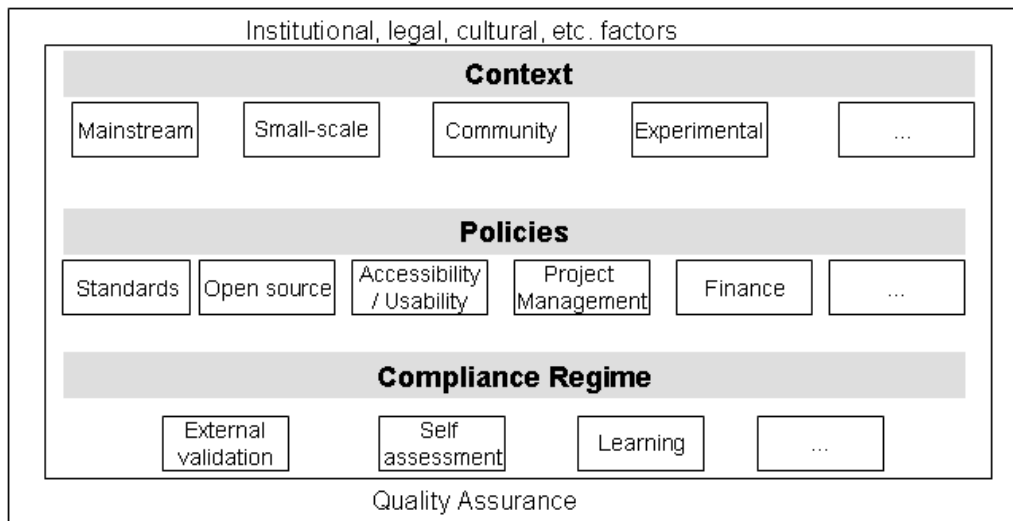 Institutional, legal, cultural, etc. factors
Context
Mainstream
Small-scale
Community
Experimental
...
Policies
Standards
Open source
Accessibility
/ Usability
Project
Management
Finance
...
Compliance Regime
External
validation
Self
assessment
Learning
...
Quality Assurance